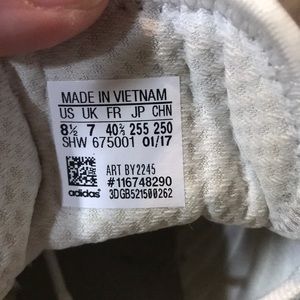 MADE IN VIETNAM
US UK FR JP CHN
8½ 7 40⅔ 255 250
SHW 675001 01/17
ART BY2245
#116748290
adidas 3DGB521500262